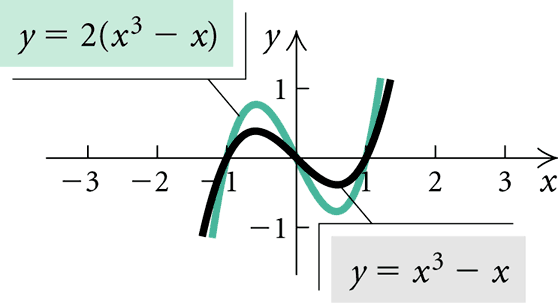 y = 2(x³ − x)
y
1
−3 −2 −1 1 2 3 x
−1
y = x³ − x